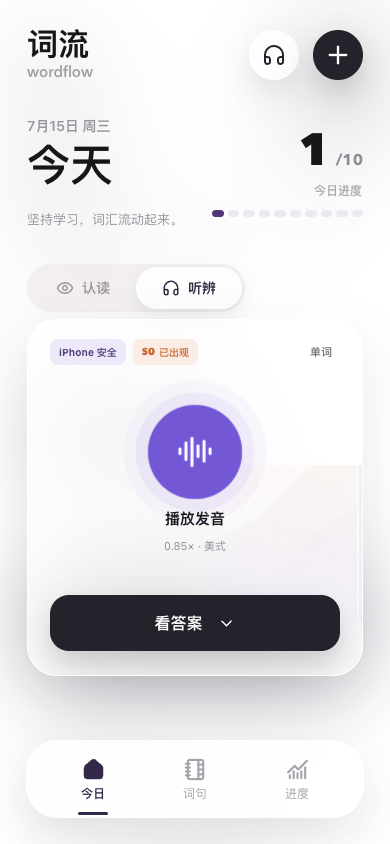 词流
wordflow
7月15日 周三
今天
1 /10
今日进度
坚持学习，词汇流动起来。
认读
听辨
iPhone 安全
SO 已出现
单词
播放发音
0.85× · 美式
看答案
今日
词句
进度